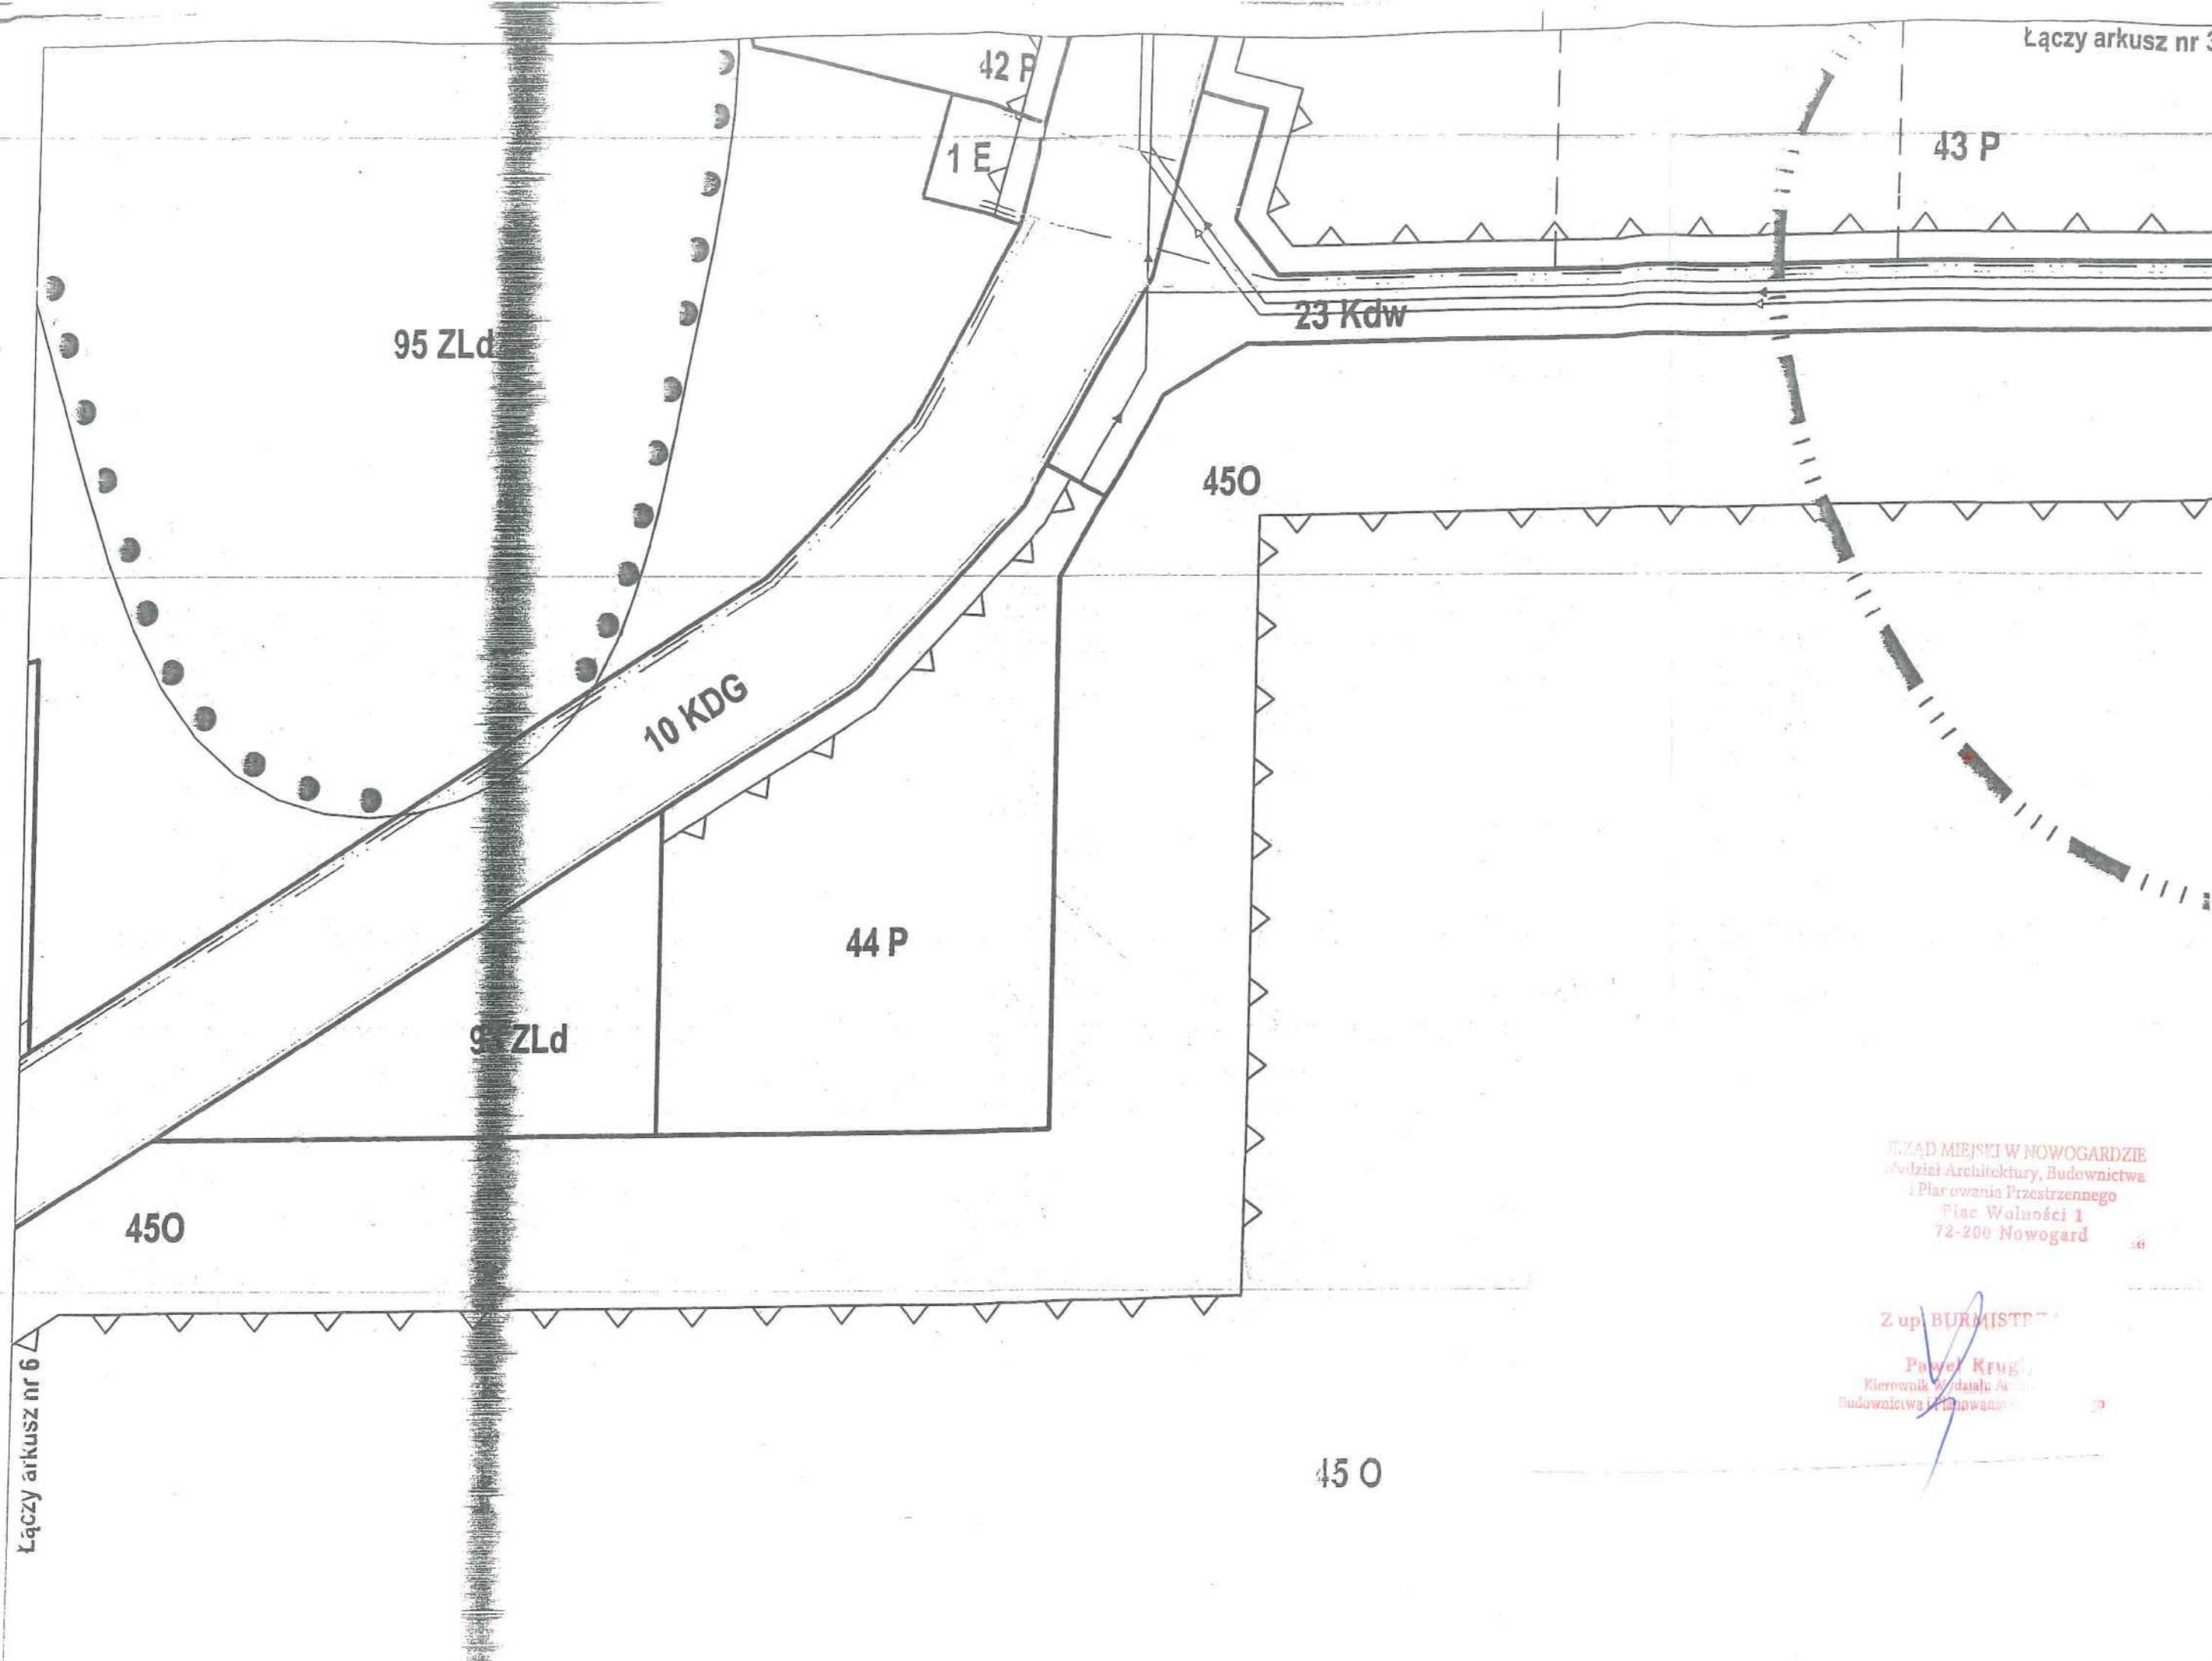 Łączy arkusz nr 3
42 P
1 E
43 P
95 ZLd
23 Kdw
45O
10 KDG
44 P
ZLd
45O
URZĄD MIEJSKI W NOWOGARDZIE
Wydział Architektury, Budownictwa
i Planowania Przestrzennego
Plac Wolności 1
72-200 Nowogard
Z up. BURMISTRZA
Paweł
Kierownik Wydziału
Budownictwa i Planowania
Łączy arkusz nr 6
45 O